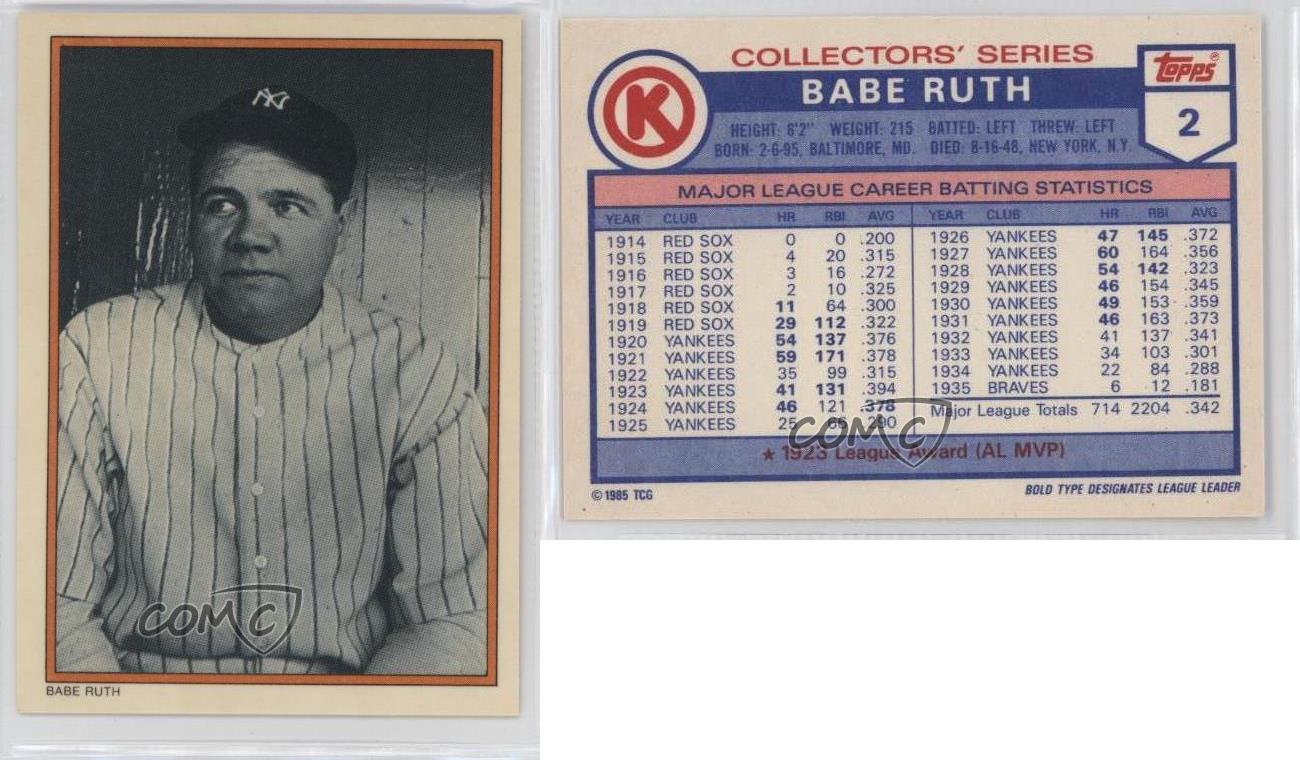 NY
COMC
BABE RUTH
COLLECTORS' SERIES
BABE RUTH
K
topps
2
HEIGHT: 6'2" WEIGHT: 215 BATTED: LEFT THREW: LEFT
BORN: 2-6-95, BALTIMORE, MD. DIED: 8-16-48, NEW YORK, N.Y.
MAJOR LEAGUE CAREER BATTING STATISTICS
YEAR CLUB HR RBI AVG
1914 RED SOX 0 0 .200
1915 RED SOX 4 20 .315
1916 RED SOX 3 16 .272
1917 RED SOX 2 10 .325
1918 RED SOX 11 64 .300
1919 RED SOX 29 112 .322
1920 YANKEES 54 137 .376
1921 YANKEES 59 171 .378
1922 YANKEES 35 99 .315
1923 YANKEES 41 131 .394
1924 YANKEES 46 121 .378
1925 YANKEES 25 66 .290
YEAR CLUB HR RBI AVG
1926 YANKEES 47 145 .372
1927 YANKEES 60 164 .356
1928 YANKEES 54 142 .323
1929 YANKEES 46 154 .345
1930 YANKEES 49 153 .359
1931 YANKEES 46 163 .373
1932 YANKEES 41 137 .341
1933 YANKEES 34 103 .301
1934 YANKEES 22 84 .288
1935 BRAVES 6 12 .181
Major League Totals 714 2204 .342
COMC
★ 1923 League Award (AL MVP)
© 1985 TCG
BOLD TYPE DESIGNATES LEAGUE LEADER